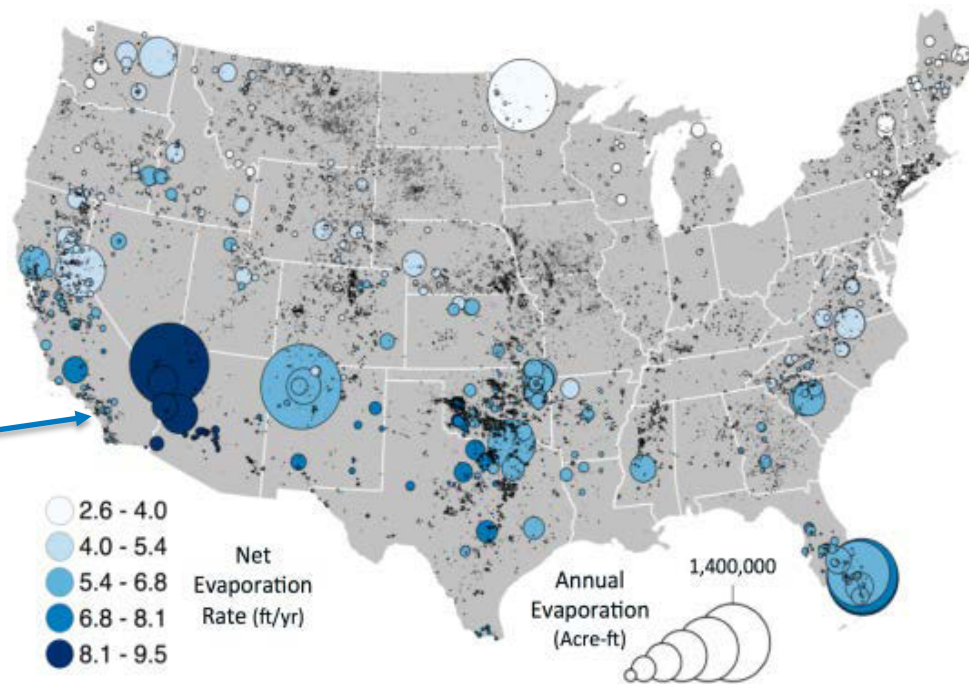 2.6 - 4.0
4.0 - 5.4
5.4 - 6.8
6.8 - 8.1
8.1 - 9.5
Net
Evaporation
Rate (ft/yr)
Annual
Evaporation
(Acre-ft)
1,400,000